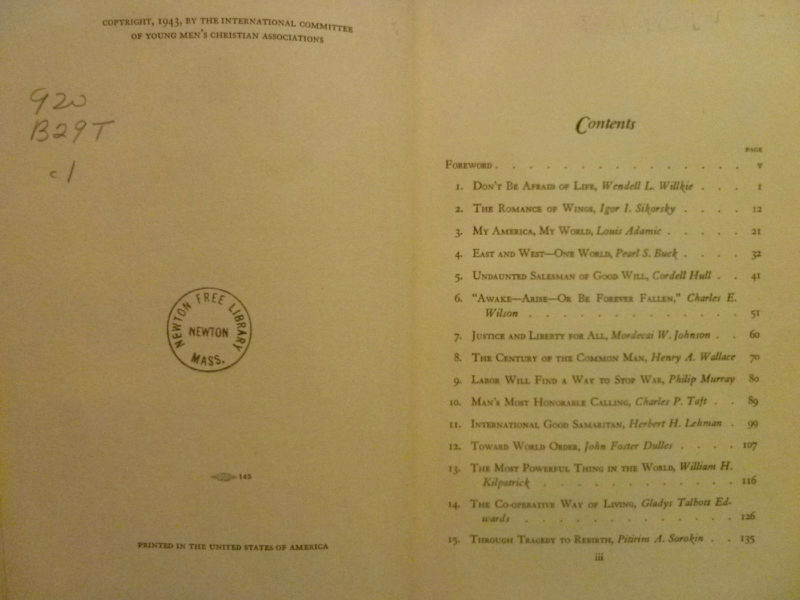 COPYRIGHT, 1943, BY THE INTERNATIONAL COMMITTEE
OF YOUNG MEN'S CHRISTIAN ASSOCIATIONS
920
B29T
c1
NEWTON FREE LIBRARY
NEWTON
MASS.
145
PRINTED IN THE UNITED STATES OF AMERICA
Contents
PAGE
FOREWORD . . . . . . . . . . . . . . v
1. DON'T BE AFRAID OF LIFE, Wendell L. Willkie . . . 1
2. THE ROMANCE OF WINGS, Igor I. Sikorsky . . . . 12
3. MY AMERICA, MY WORLD, Louis Adamic . . . . . 21
4. EAST AND WEST—ONE WORLD, Pearl S. Buck . . . . 32
5. UNDAUNTED SALESMAN OF GOOD WILL, Cordell Hull . . 41
6. "AWAKE—ARISE—OR BE FOREVER FALLEN," Charles E.
Wilson . . . . . . . . . . . . 51
7. JUSTICE AND LIBERTY FOR ALL, Mordecai W. Johnson . . 60
8. THE CENTURY OF THE COMMON MAN, Henry A. Wallace 70
9. LABOR WILL FIND A WAY TO STOP WAR, Philip Murray 80
10. MAN'S MOST HONORABLE CALLING, Charles P. Taft . . 89
11. INTERNATIONAL GOOD SAMARITAN, Herbert H. Lehman . 99
12. TOWARD WORLD ORDER, John Foster Dulles . . . . 107
13. THE MOST POWERFUL THING IN THE WORLD, William H.
Kilpatrick . . . . . . . . . . . 116
14. THE CO-OPERATIVE WAY OF LIVING, Gladys Talbott Ed-
wards . . . . . . . . . . . . 126
15. THROUGH TRAGEDY TO REBIRTH, Pitirim A. Sorokin . . 135
iii